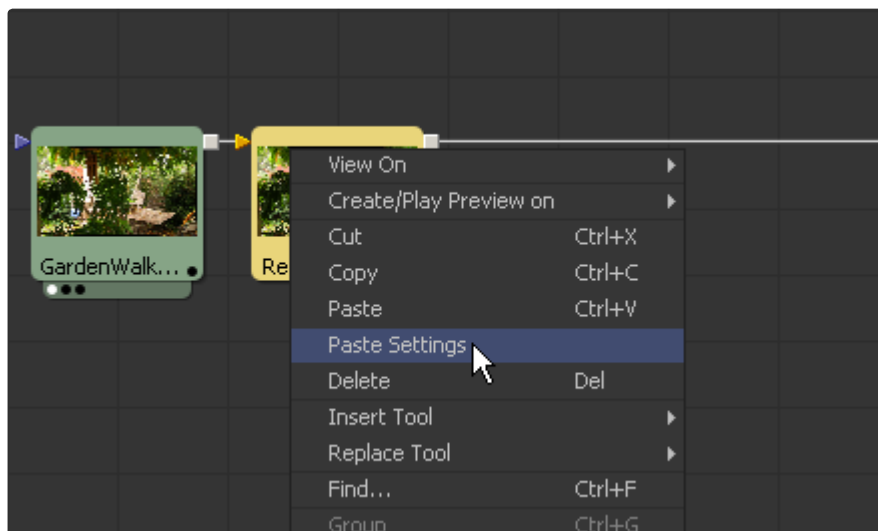 View On
Create/Play Preview on
Cut Ctrl+X
GardenWalk... Re
Copy Ctrl+C
Paste Ctrl+V
Paste Settings
Delete Del
Insert Tool
Replace Tool
Find... Ctrl+F
Group Ctrl+G